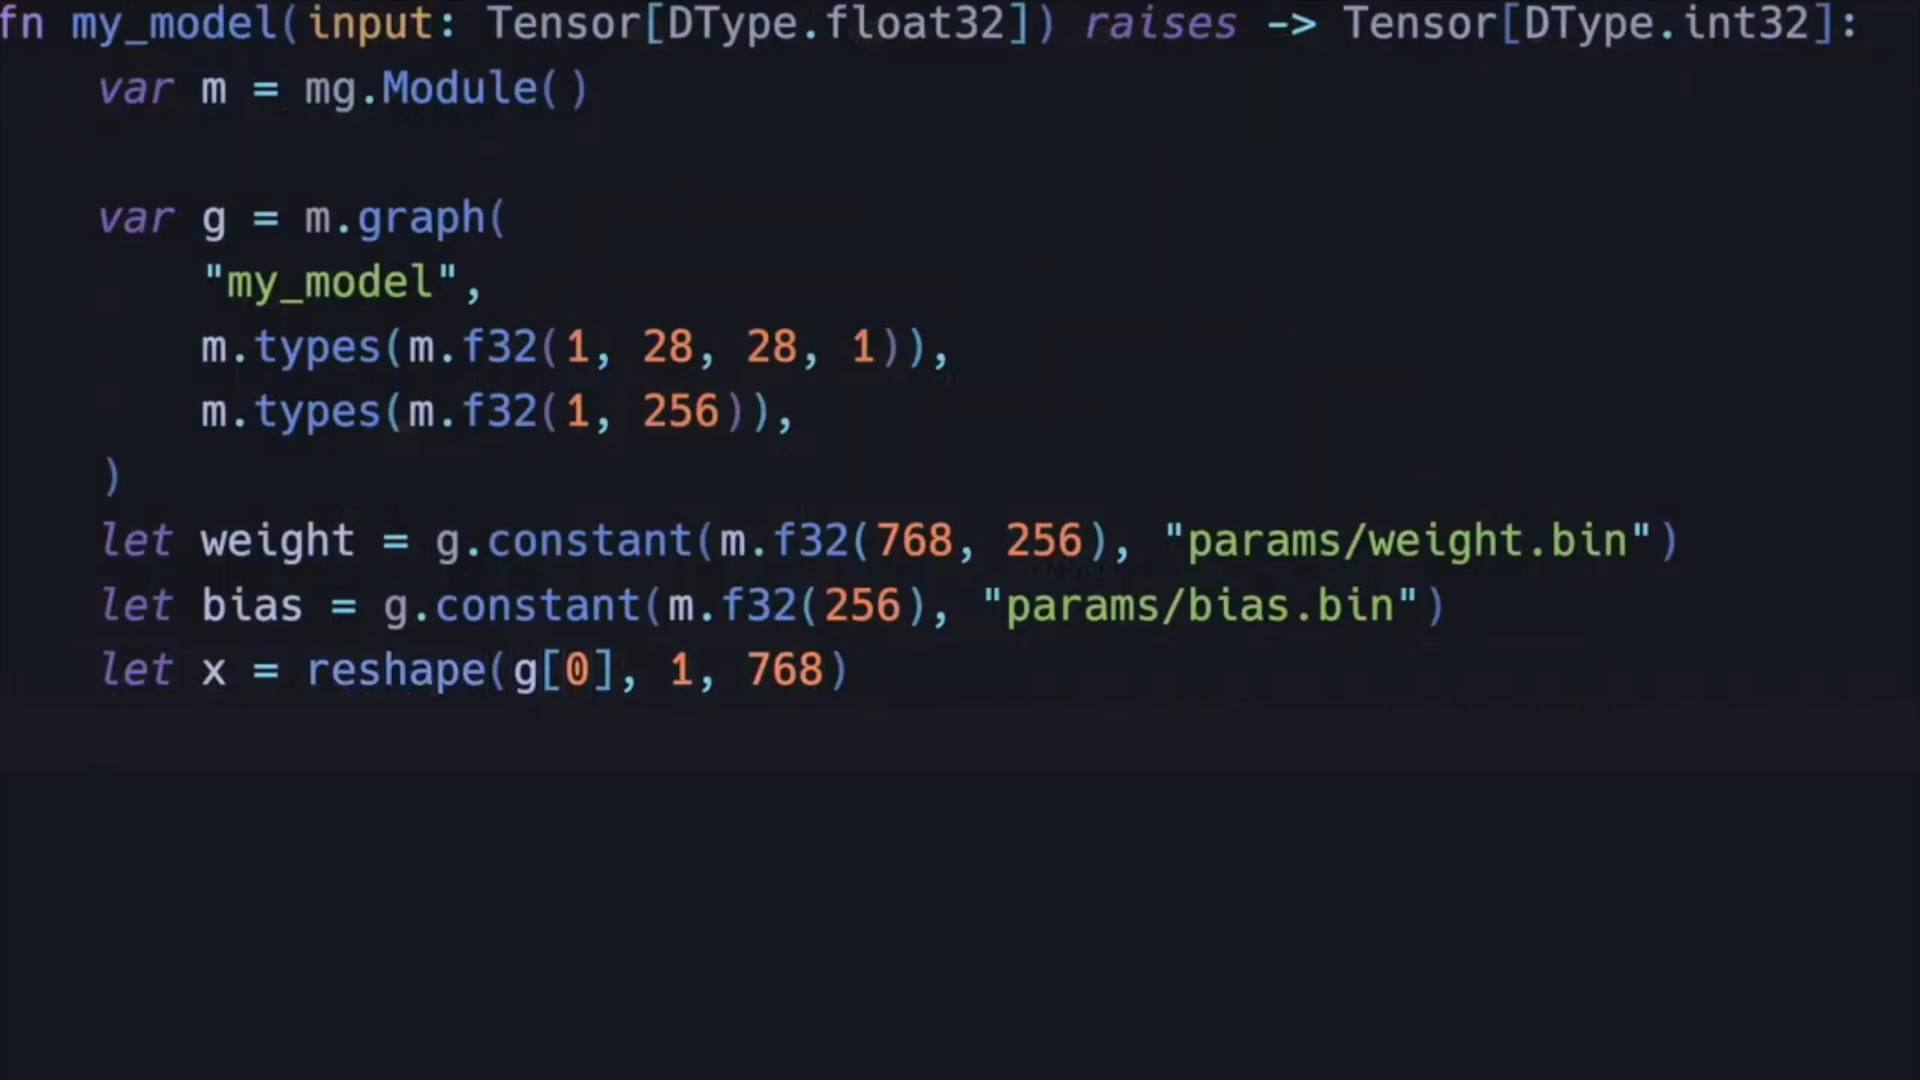 fn my_model(input: Tensor[DType.float32]) raises -> Tensor[DType.int32]:
    var m = mg.Module()

    var g = m.graph(
        "my_model",
        m.types(m.f32(1, 28, 28, 1)),
        m.types(m.f32(1, 256)),
    )
    let weight = g.constant(m.f32(768, 256), "params/weight.bin")
    let bias = g.constant(m.f32(256), "params/bias.bin")
    let x = reshape(g[0], 1, 768)